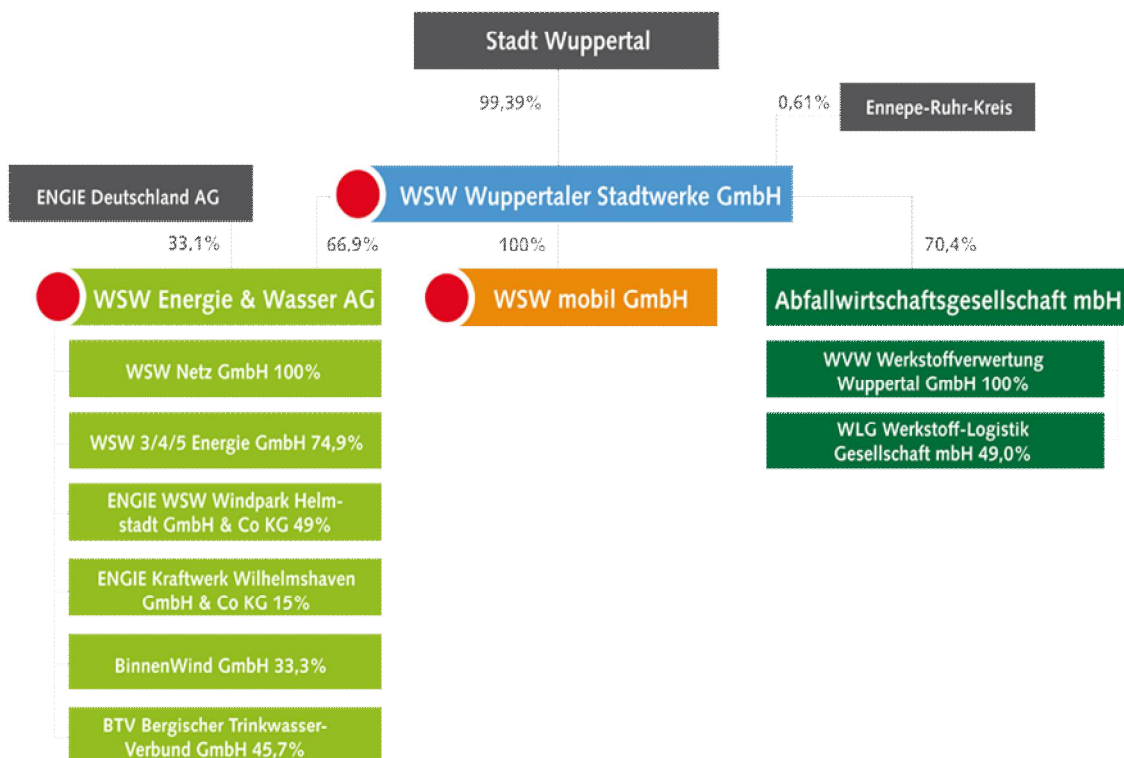 Stadt Wuppertal
99,39%
0,61%
Ennepe-Ruhr-Kreis
ENGIE Deutschland AG
WSW Wuppertaler Stadtwerke GmbH
33,1%
66,9%
100%
70,4%
WSW Energie & Wasser AG
WSW mobil GmbH
Abfallwirtschaftsgesellschaft mbH
WSW Netz GmbH 100%
WSW 3/4/5 Energie GmbH 74,9%
ENGIE WSW Windpark Helm-
stadt GmbH & Co KG 49%
ENGIE Kraftwerk Wilhelmshaven
GmbH & Co KG 15%
BinnenWind GmbH 33,3%
BTV Bergischer Trinkwasser-
Verbund GmbH 45,7%
WVW Werkstoffverwertung
Wuppertal GmbH 100%
WLG Werkstoff-Logistik
Gesellschaft mbH 49,0%